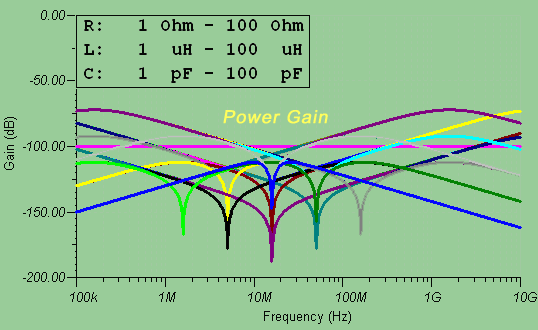 0.00
R: 1 Ohm - 100 Ohm
L: 1 uH - 100 uH
C: 1 pF - 100 pF
-50.00
Power Gain
Gain (dB)
-100.00
-150.00
-200.00
100k 1M 10M 100M 1G 10G
Frequency (Hz)